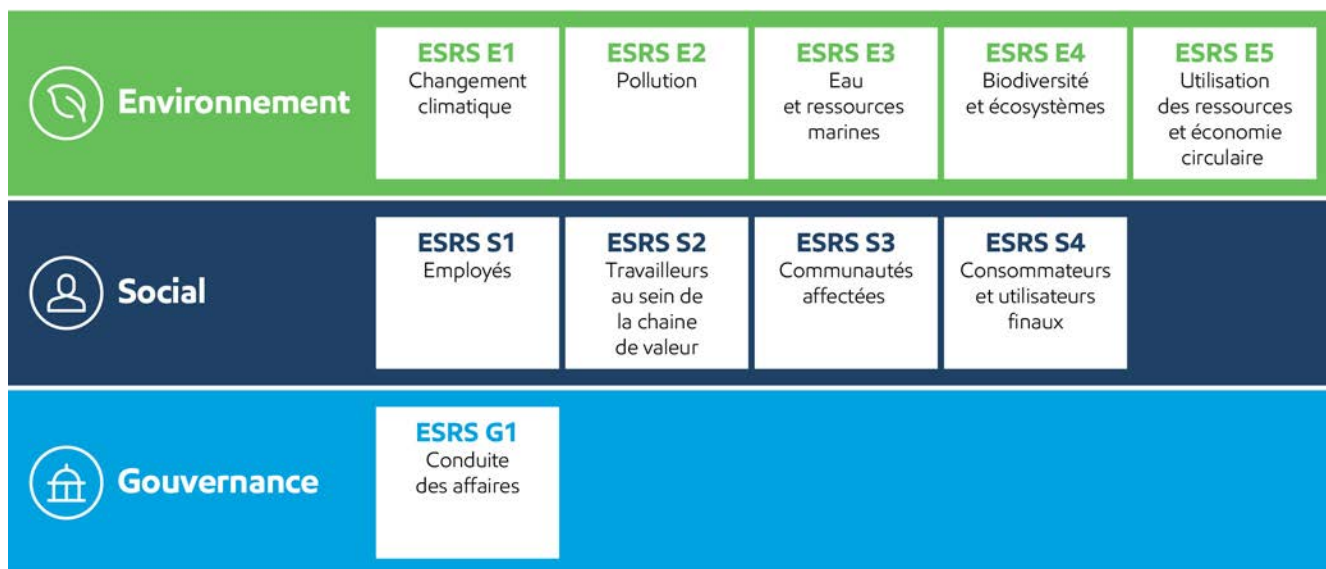 Environnement
ESRS E1
Changement
climatique
ESRS E2
Pollution
ESRS E3
Eau
et ressources
marines
ESRS E4
Biodiversité
et écosystèmes
ESRS E5
Utilisation
des ressources
et économie
circulaire
Social
ESRS S1
Employés
ESRS S2
Travailleurs
au sein de
la chaine
de valeur
ESRS S3
Communautés
affectées
ESRS S4
Consommateurs
et utilisateurs
finaux
Gouvernance
ESRS G1
Conduite
des affaires